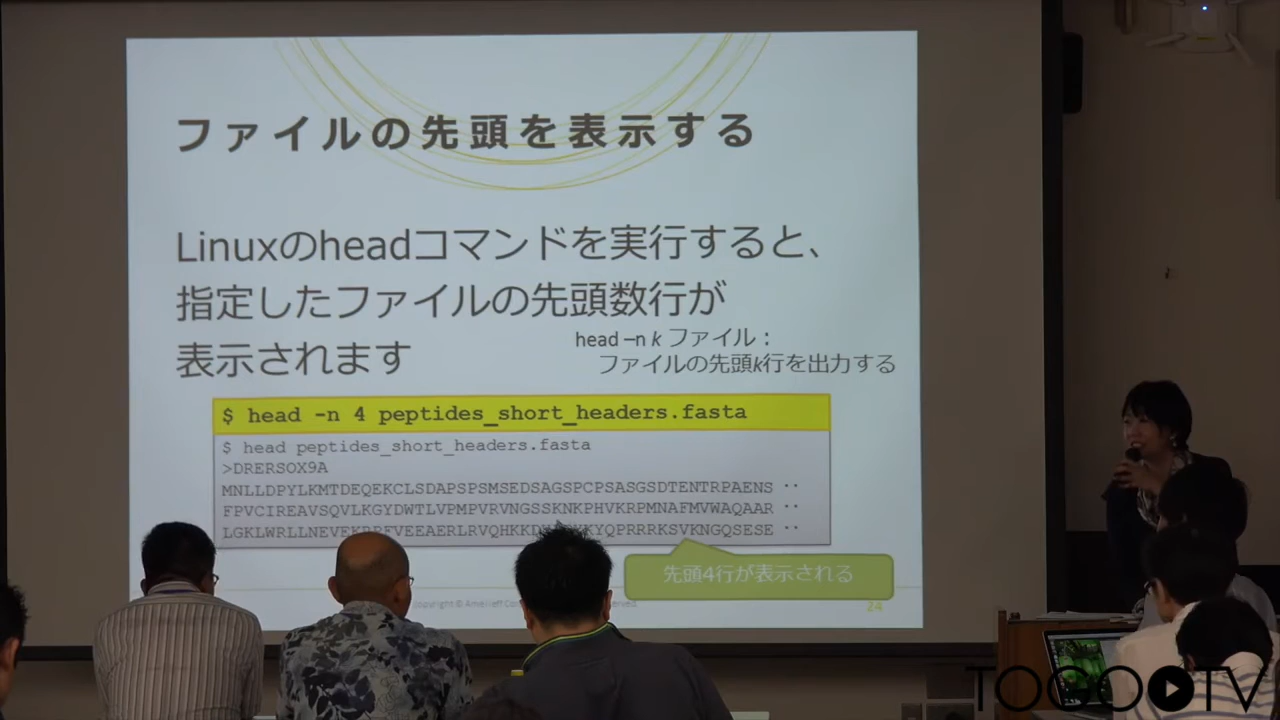 ファイルの先頭を表示する
Linuxのheadコマンドを実行すると、
指定したファイルの先頭数行が
表示されます
head –n k ファイル：
ファイルの先頭k行を出力する
$ head -n 4 peptides_short_headers.fasta
$ head peptides_short_headers.fasta
>DRERSOX9A
MNLLDPYLKMTDEQEKCLSDAPSPSMSEDSAGSPCPSASGSDTENTRPAENS ··
FPVCIREAVSQVLKGYDWTLVPMPVRVNGSSKNKPHVKRPMNAFMVWAQAAR ··
LGKLWRLLNEVEKRPFVEEAERLRVQHKKD KYQPRRRKSVKNGQSESE ··
先頭4行が表示される
copyright © Amelieff served.
24
TOGOTV